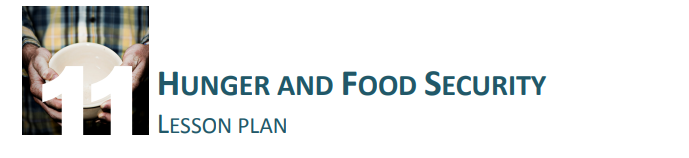 11
HUNGER AND FOOD SECURITY
LESSON PLAN